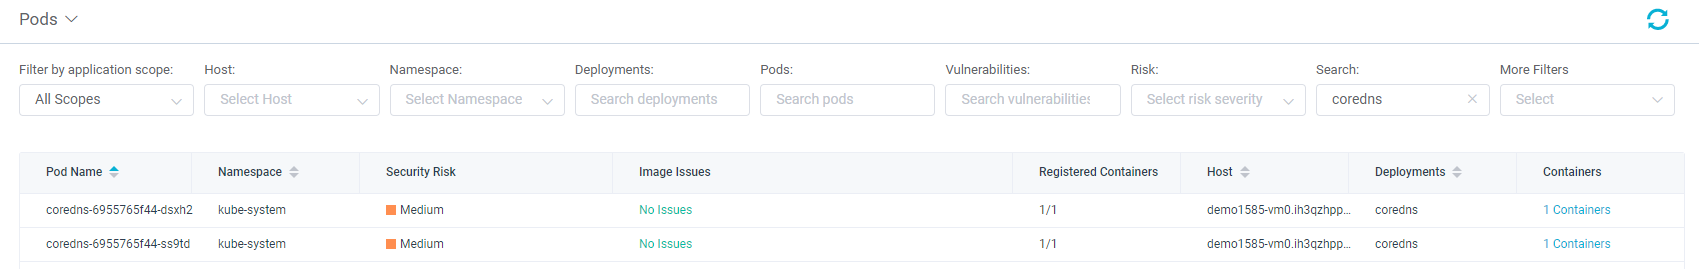 Pods
Filter by application scope: Host: Namespace: Deployments: Pods: Vulnerabilities: Risk: Search: More Filters
All Scopes Select Host Select Namespace Search deployments Search pods Search vulnerabilities Select risk severity coredns Select
Pod Name Namespace Security Risk Image Issues Registered Containers Host Deployments Containers
coredns-6955765f44-dsxh2 kube-system Medium No Issues 1/1 demo1585-vm0.ih3qzhpp... coredns 1 Containers
coredns-6955765f44-ss9td kube-system Medium No Issues 1/1 demo1585-vm0.ih3qzhpp... coredns 1 Containers